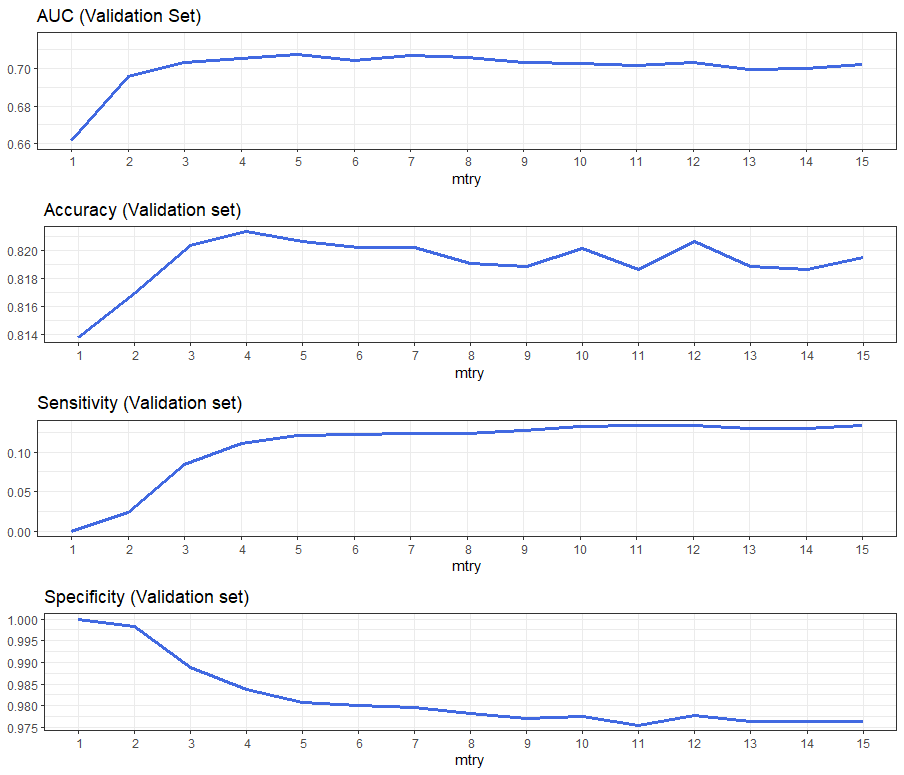 AUC (Validation Set)
0.70
0.68
0.66
1 2 3 4 5 6 7 8 9 10 11 12 13 14 15
mtry
Accuracy (Validation set)
0.820
0.818
0.816
0.814
1 2 3 4 5 6 7 8 9 10 11 12 13 14 15
mtry
Sensitivity (Validation set)
0.10
0.05
0.00
1 2 3 4 5 6 7 8 9 10 11 12 13 14 15
mtry
Specificity (Validation set)
1.000
0.995
0.990
0.985
0.980
0.975
1 2 3 4 5 6 7 8 9 10 11 12 13 14 15
mtry